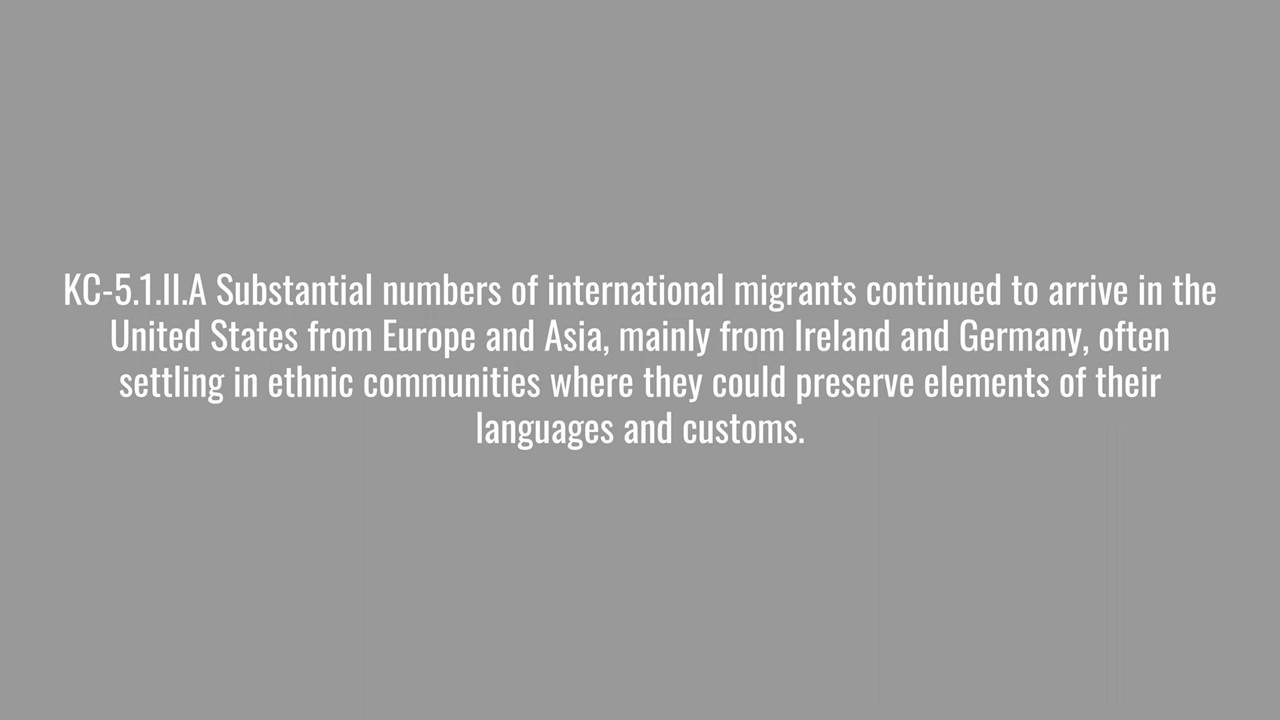 KC-5.1.II.A Substantial numbers of international migrants continued to arrive in the
United States from Europe and Asia, mainly from Ireland and Germany, often
settling in ethnic communities where they could preserve elements of their
languages and customs.